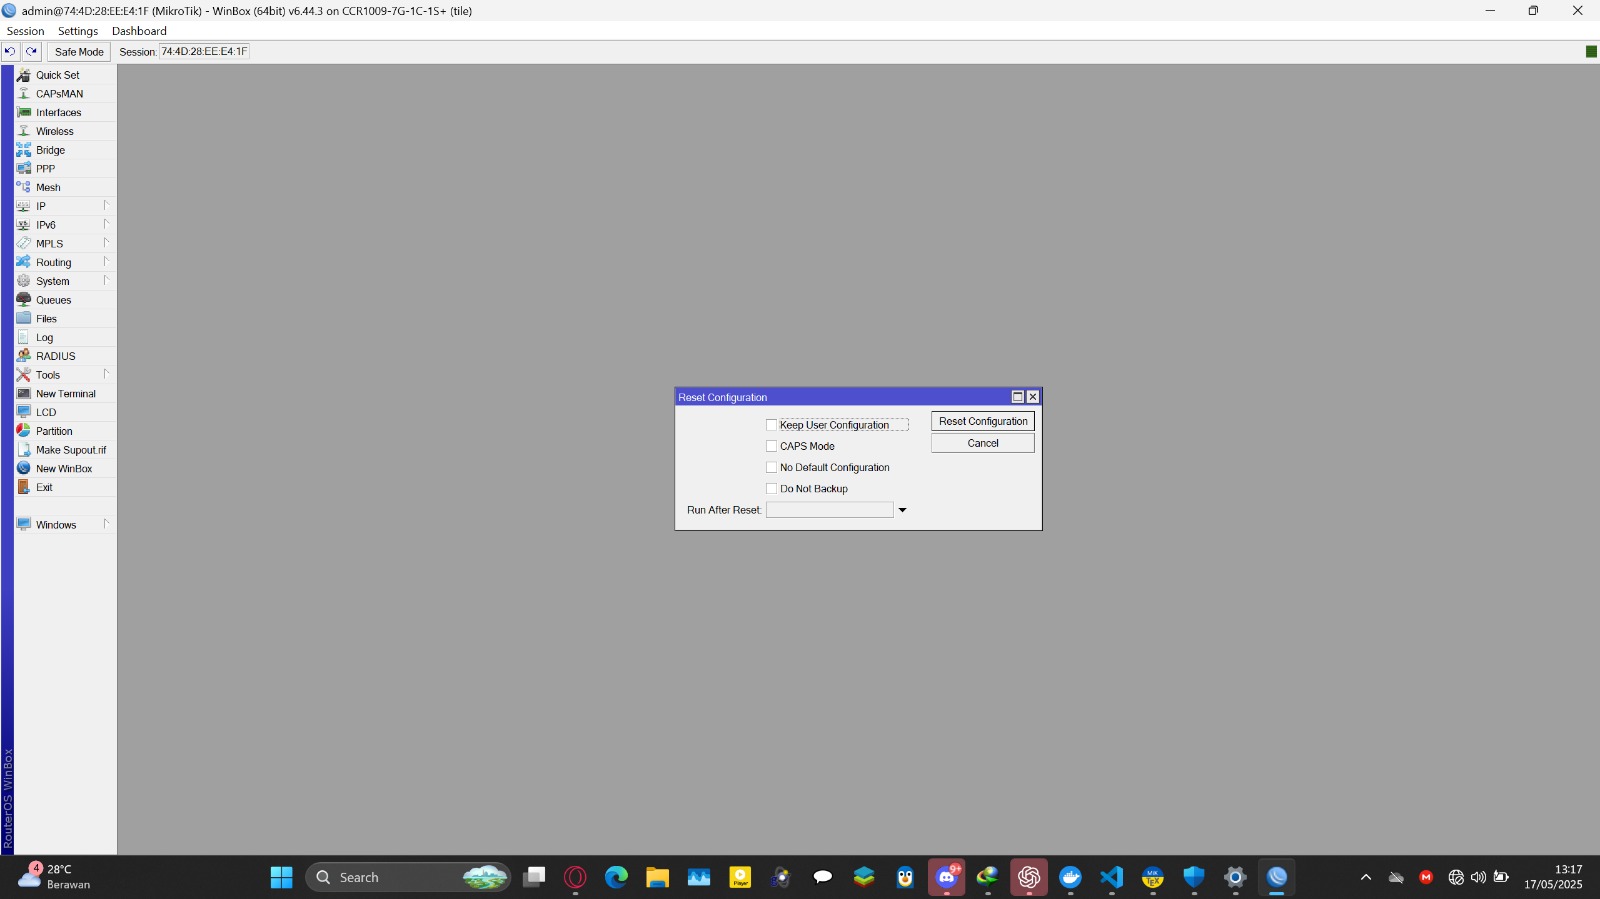 admin@74:4D:28:EE:E4:1F (MikroTik) - WinBox (64bit) v6.44.3 on CCR1009-7G-1C-1S+ (tile)
Session Settings Dashboard
Safe Mode Session: 74:4D:28:EE:E4:1F
Quick Set
CAPsMAN
Interfaces
Wireless
Bridge
PPP
Mesh
IP
IPv6
MPLS
Routing
System
Queues
Files
Log
RADIUS
Tools
New Terminal
LCD
Partition
Make Supout.rif
New WinBox
Exit
Windows
RouterOS WinBox
Reset Configuration
Keep User Configuration
CAPS Mode
No Default Configuration
Do Not Backup
Run After Reset:
Reset Configuration
Cancel
4
28°C
Berawan
Search
Player
9+
13:17
17/05/2025